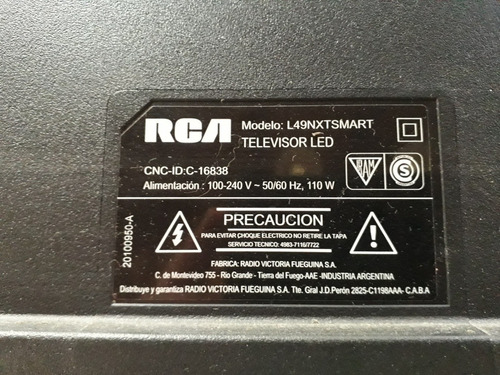 RCA
Modelo: L49NXTSMART
TELEVISOR LED
CNC-ID:C-16838
Alimentación : 100-240 V ~ 50/60 Hz, 110 W
IRAM
S
20100950-A
PRECAUCION
PARA EVITAR CHOQUE ELECTRICO NO RETIRE LA TAPA
SERVICIO TECNICO: 4983-7116/7722
FABRICA: RADIO VICTORIA FUEGUINA S.A.
C. de Montevideo 755 - Rio Grande - Tierra del Fuego-AAE -INDUSTRIA ARGENTINA
Distribuye y garantiza RADIO VICTORIA FUEGUINA S.A. Tte. Gral J.D.Perón 2825-C1198AAA- C.A.B.A